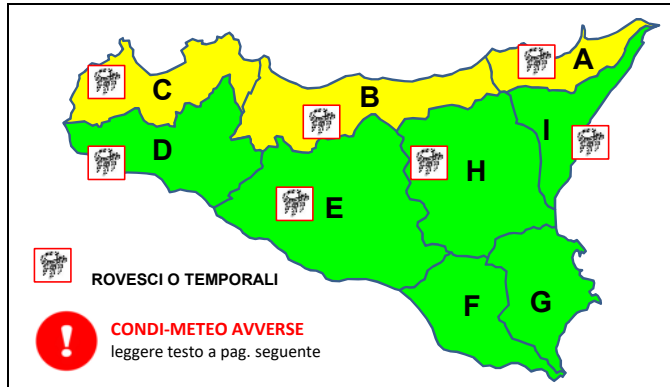 A
C
B
I
D
H
E
F
G
ROVESCI O TEMPORALI
CONDI-METEO AVVERSE
leggere testo a pag. seguente